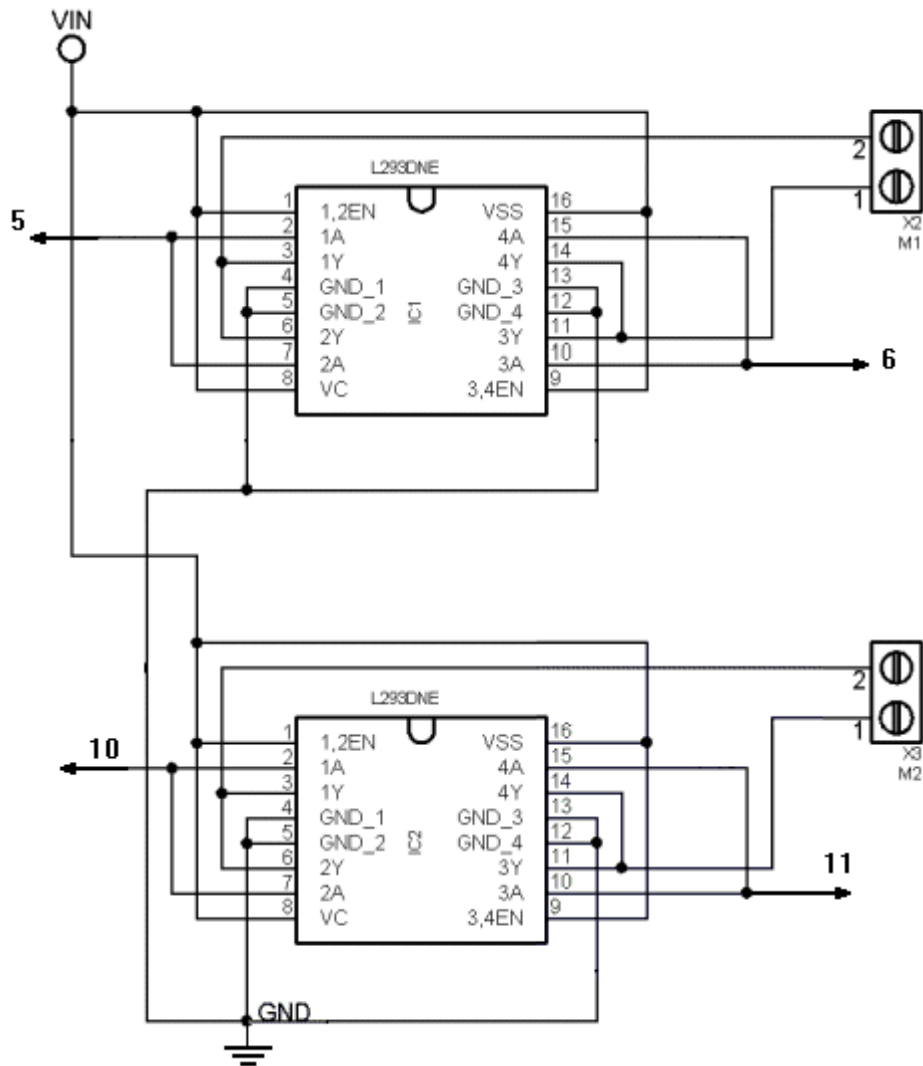 VIN
L293DNE
1 1,2EN VSS 16
2 1A 4A 15
3 1Y 4Y 14
4 GND_1 GND_3 13
5 GND_2 GND_4 12
6 2Y 3Y 11
7 2A 3A 10
8 VC 3,4EN 9
IC1
5
6
2
1
X2
M1
L293DNE
1 1,2EN VSS 16
2 1A 4A 15
3 1Y 4Y 14
4 GND_1 GND_3 13
5 GND_2 GND_4 12
6 2Y 3Y 11
7 2A 3A 10
8 VC 3,4EN 9
IC2
10
11
2
1
X3
M2
GND